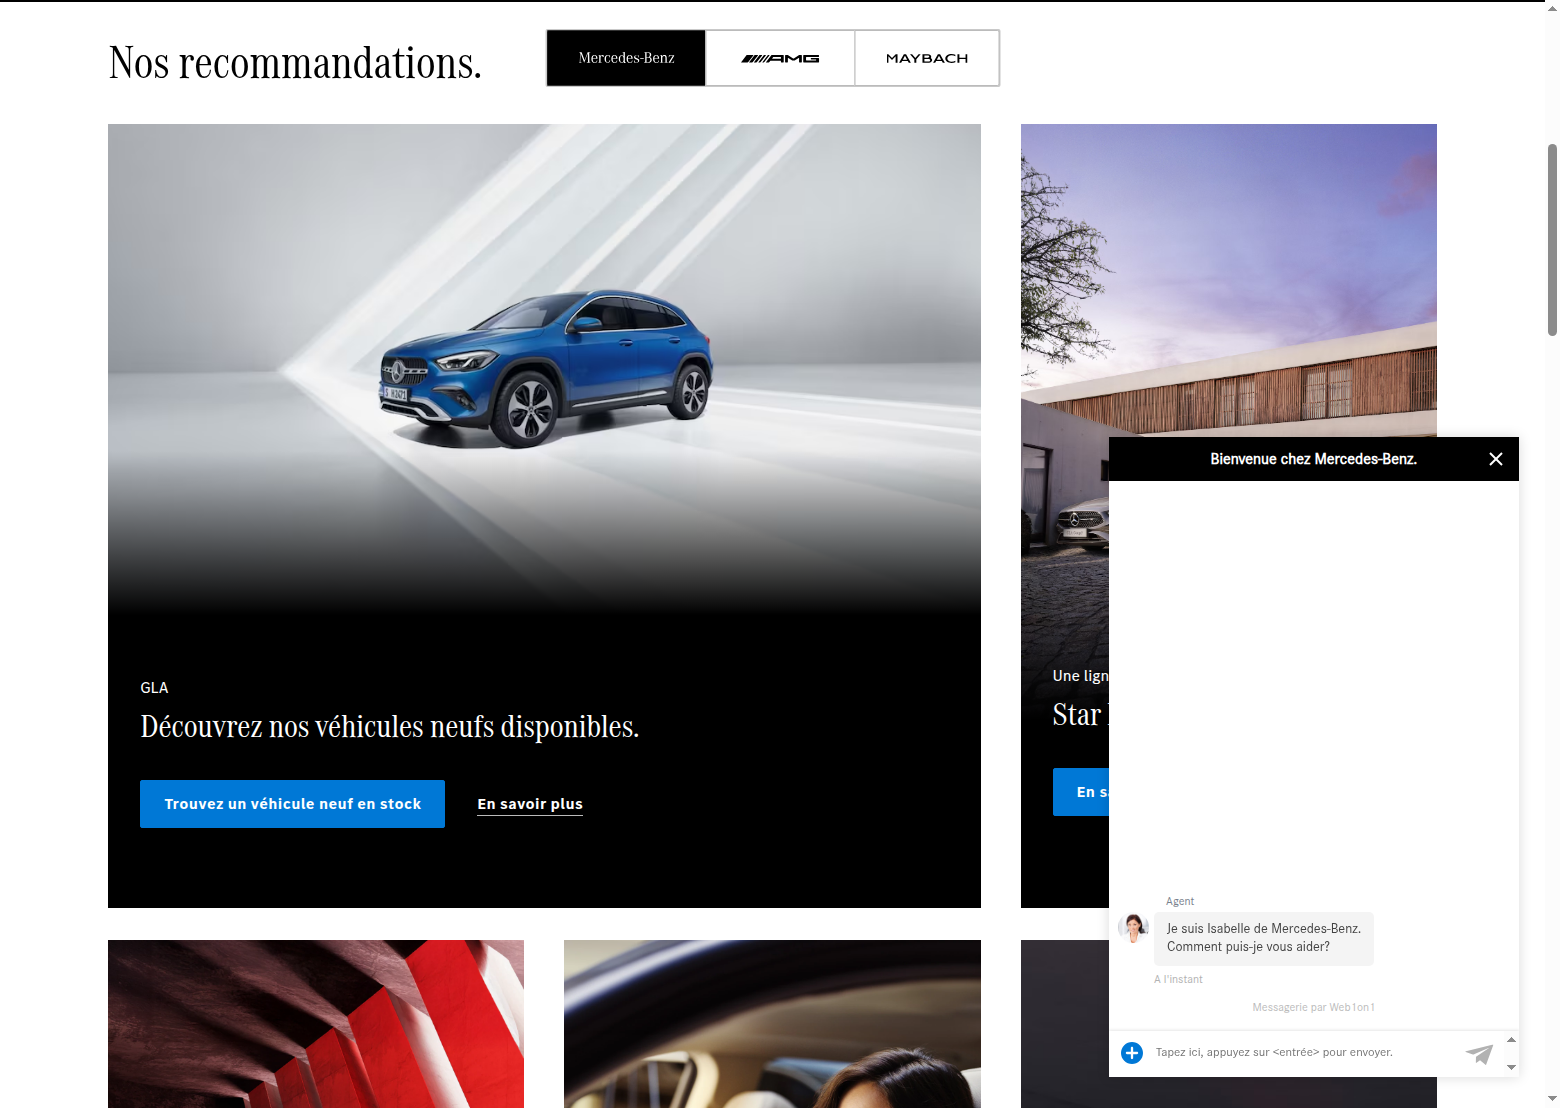 Nos recommandations.
Mercedes-Benz
AMG
MAYBACH
GLA
Découvrez nos véhicules neufs disponibles.
Trouvez un véhicule neuf en stock
En savoir plus
Une lign
Star
En sa
Bienvenue chez Mercedes-Benz.
Agent
Je suis Isabelle de Mercedes-Benz.
Comment puis-je vous aider?
A l'instant
Messagerie par Web1on1
Tapez ici, appuyez sur <entrée> pour envoyer.